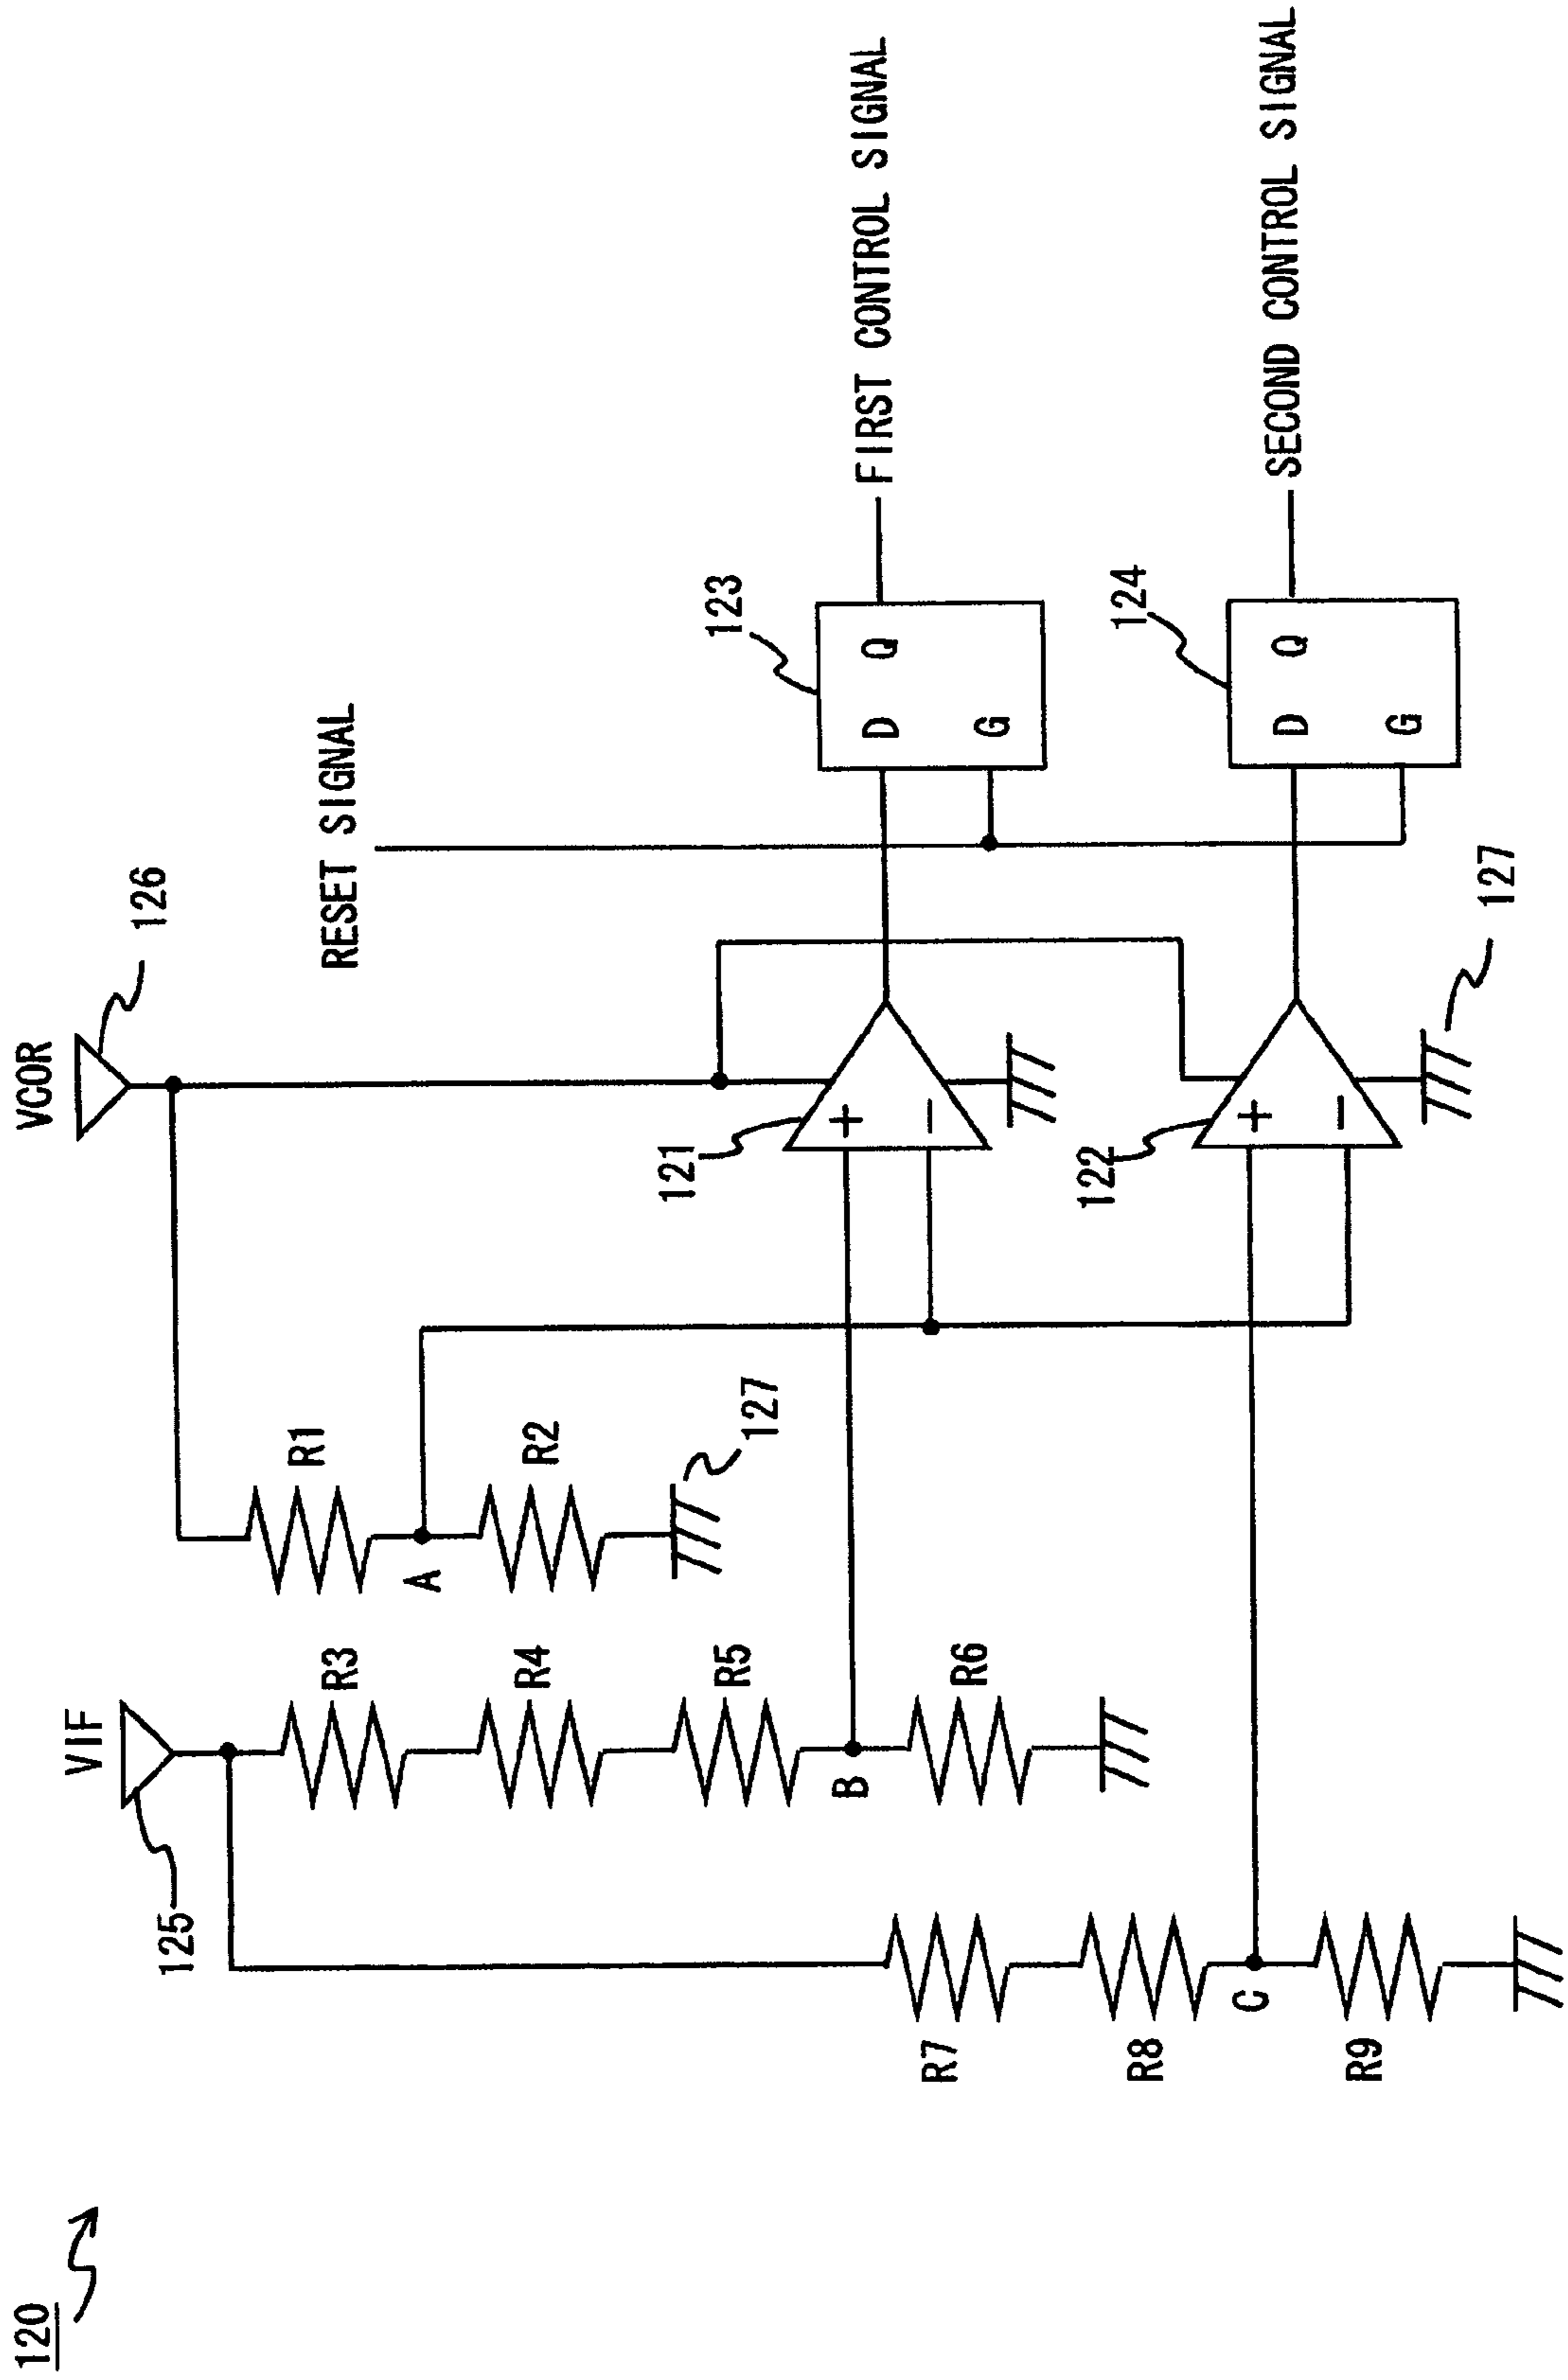 120
VIF
125
R3
R4
R5
B
R6
R7
R8
C
R9
VCOR
126
R1
A
R2
127
RESET SIGNAL
121
+
−
122
+
−
127
123
D Q
G
FIRST CONTROL SIGNAL
124
D Q
G
SECOND CONTROL SIGNAL